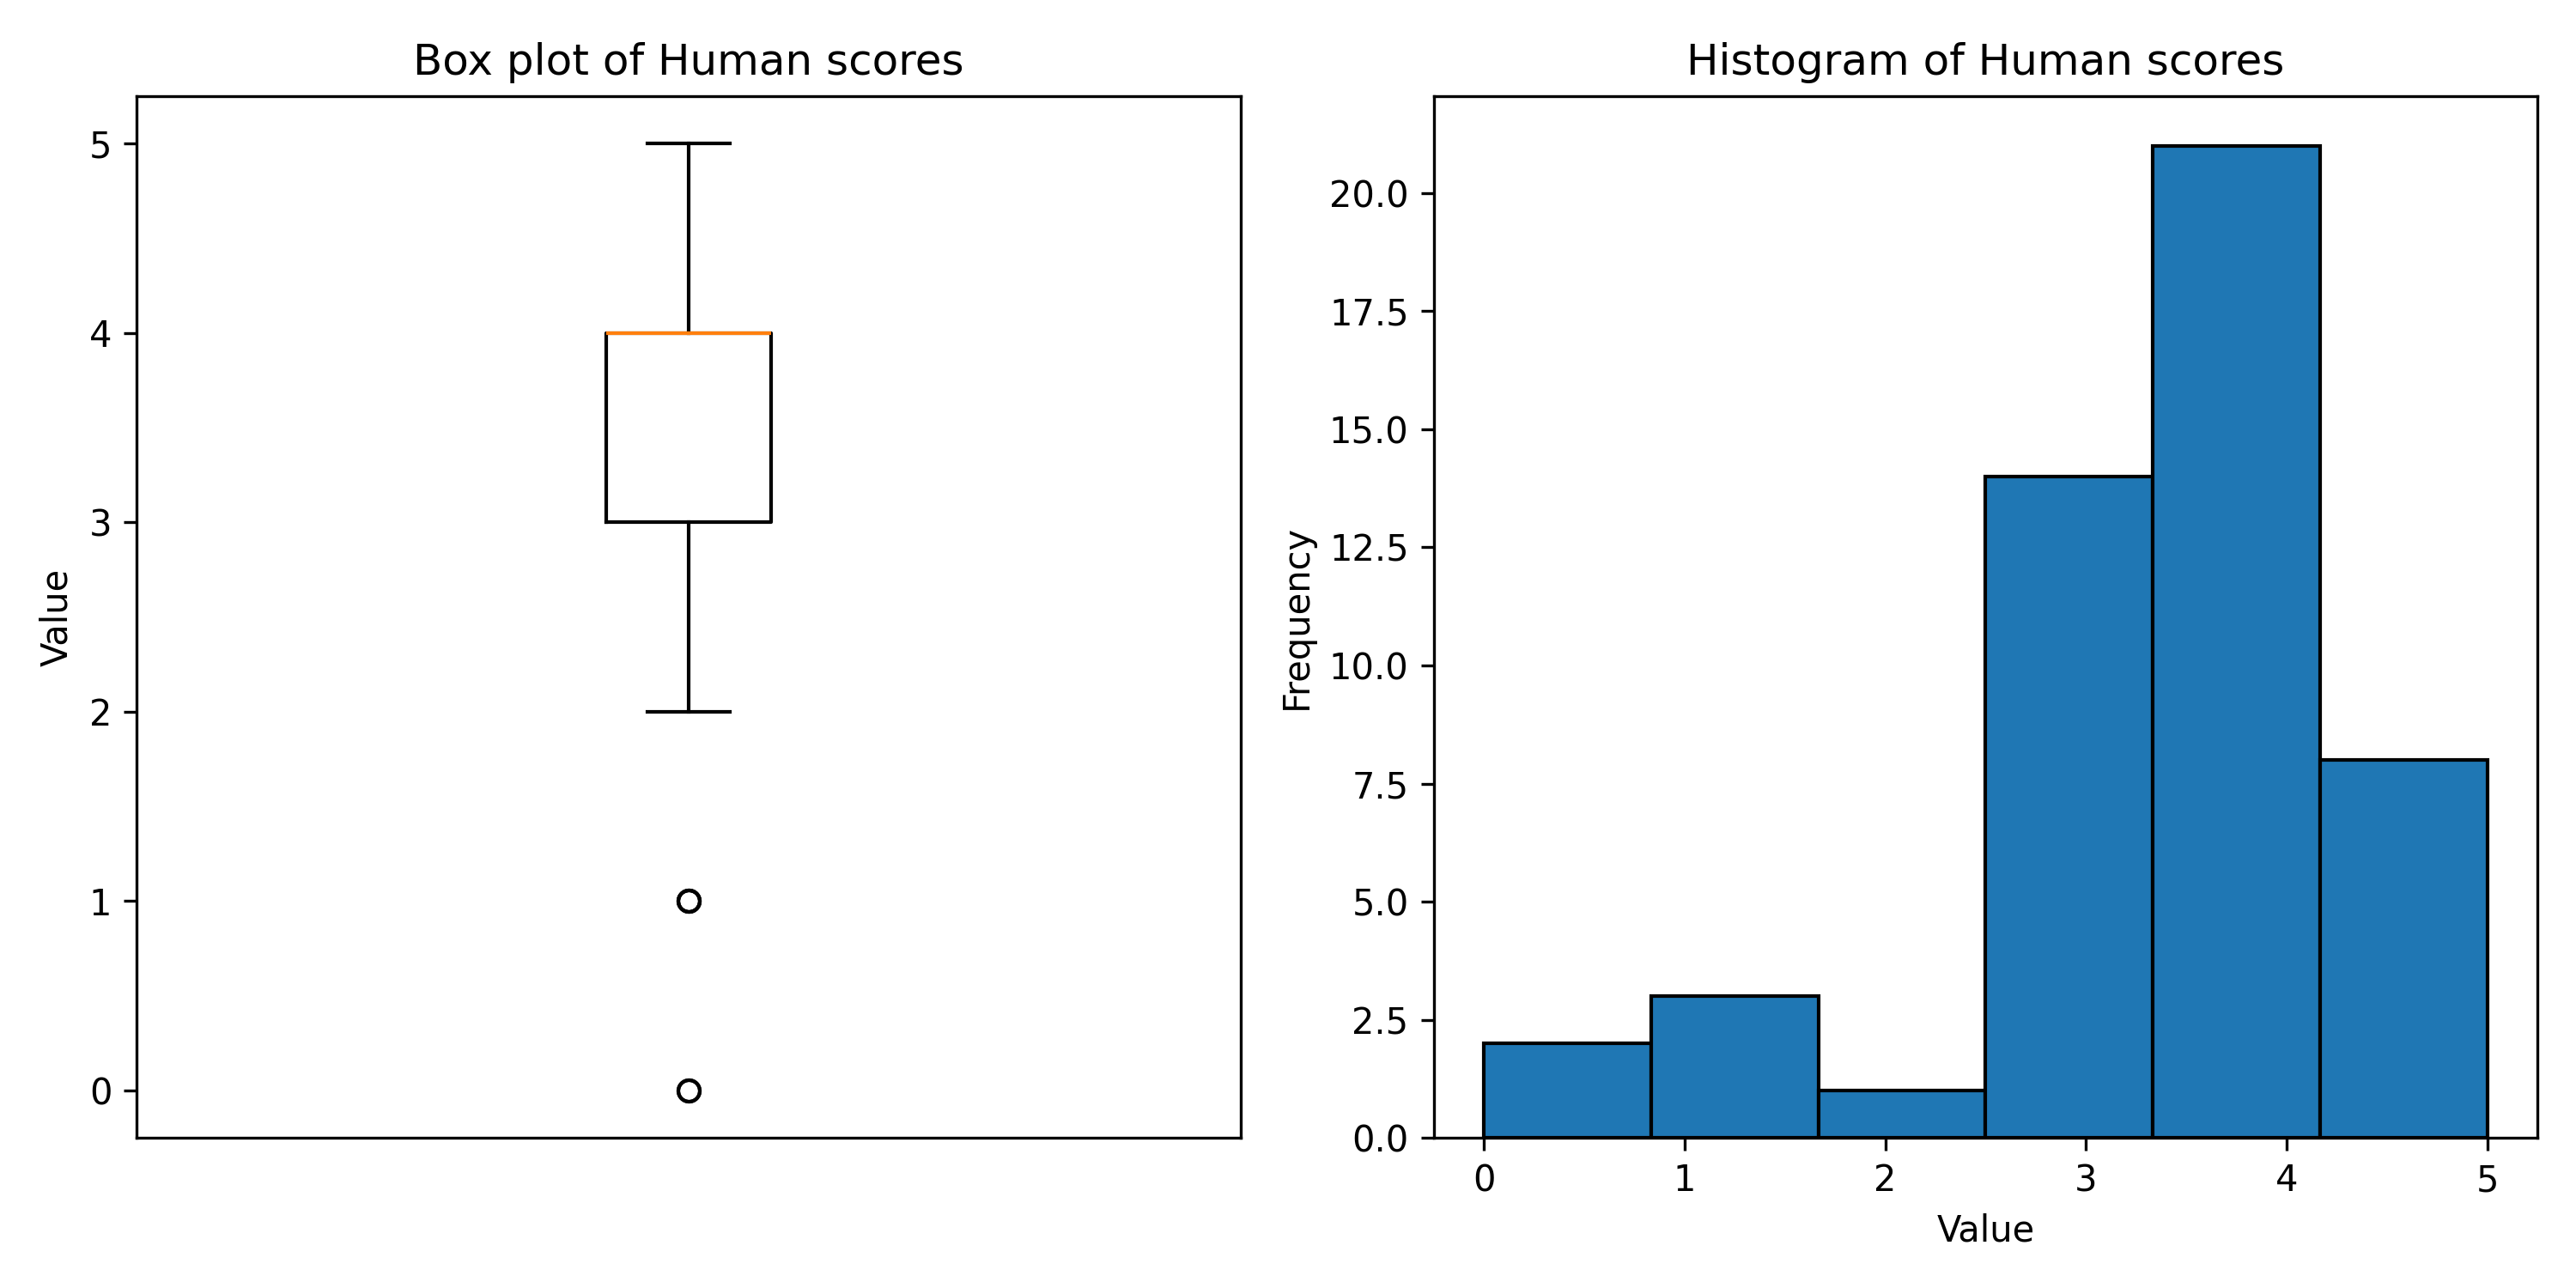 Box plot of Human scores
Value
5
4
3
2
1
0
Histogram of Human scores
Frequency
20.0
17.5
15.0
12.5
10.0
7.5
5.0
2.5
0.0
0 1 2 3 4 5
Value